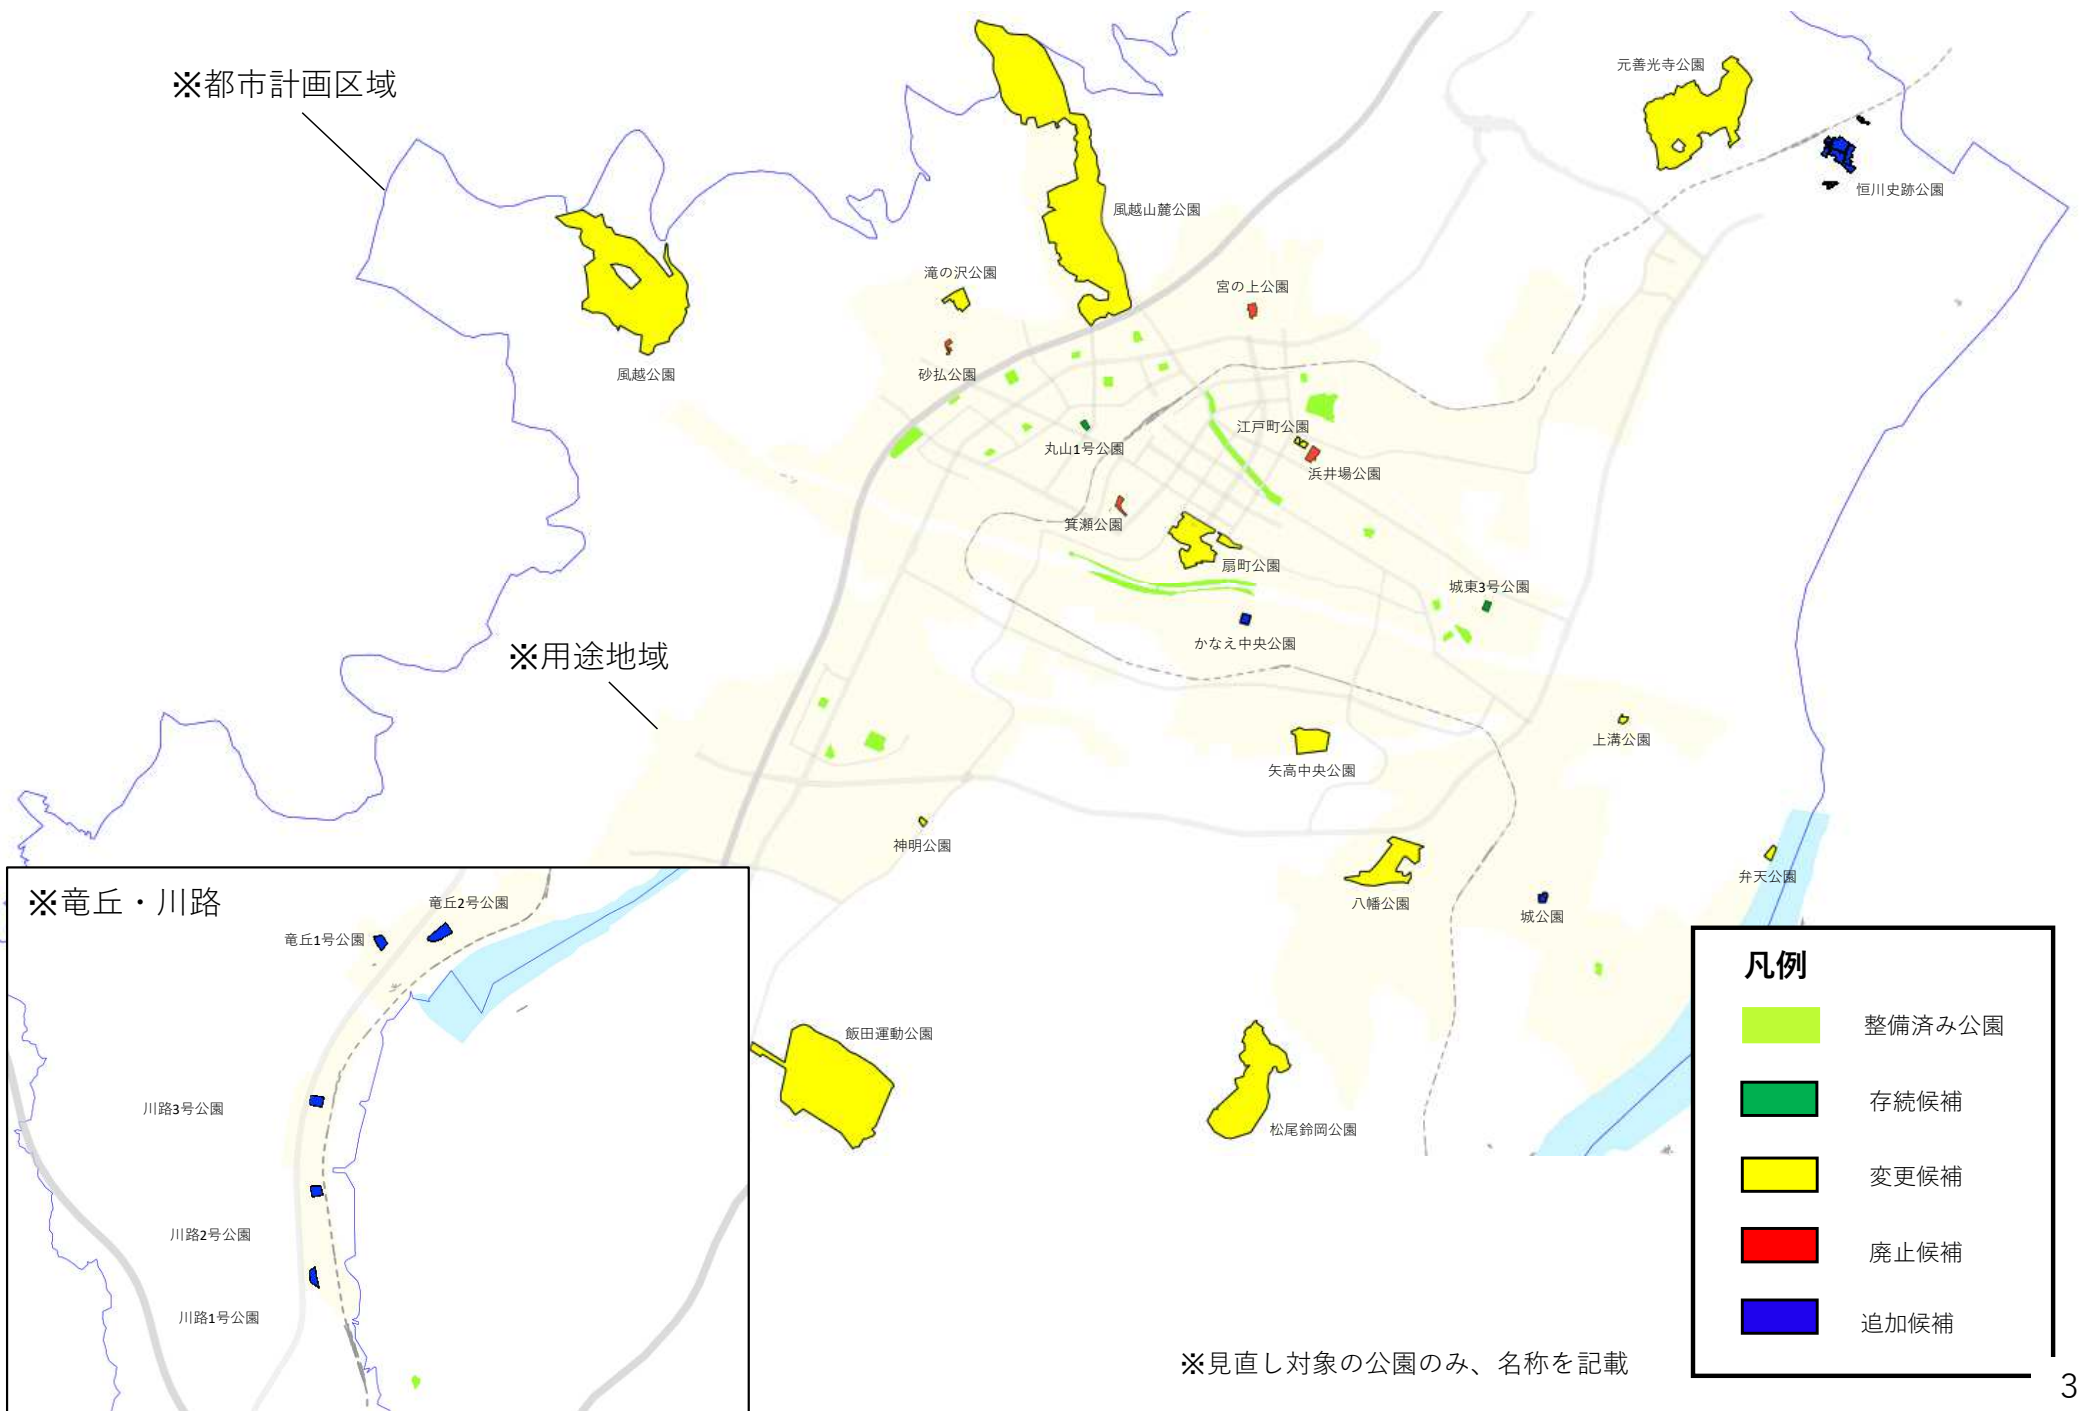 ※都市計画区域
元善光寺公園
恒川史跡公園
風越山麓公園
滝の沢公園
宮の上公園
風越公園
砂払公園
江戸町公園
丸山1号公園
浜井場公園
箕瀬公園
扇町公園
城東3号公園
かなえ中央公園
※用途地域
上溝公園
矢高中央公園
神明公園
弁天公園
八幡公園
城公園
※竜丘・川路
竜丘2号公園
竜丘1号公園
飯田運動公園
川路3号公園
松尾鈴岡公園
川路2号公園
川路1号公園
凡例
整備済み公園
存続候補
変更候補
廃止候補
追加候補
※見直し対象の公園のみ、名称を記載
3